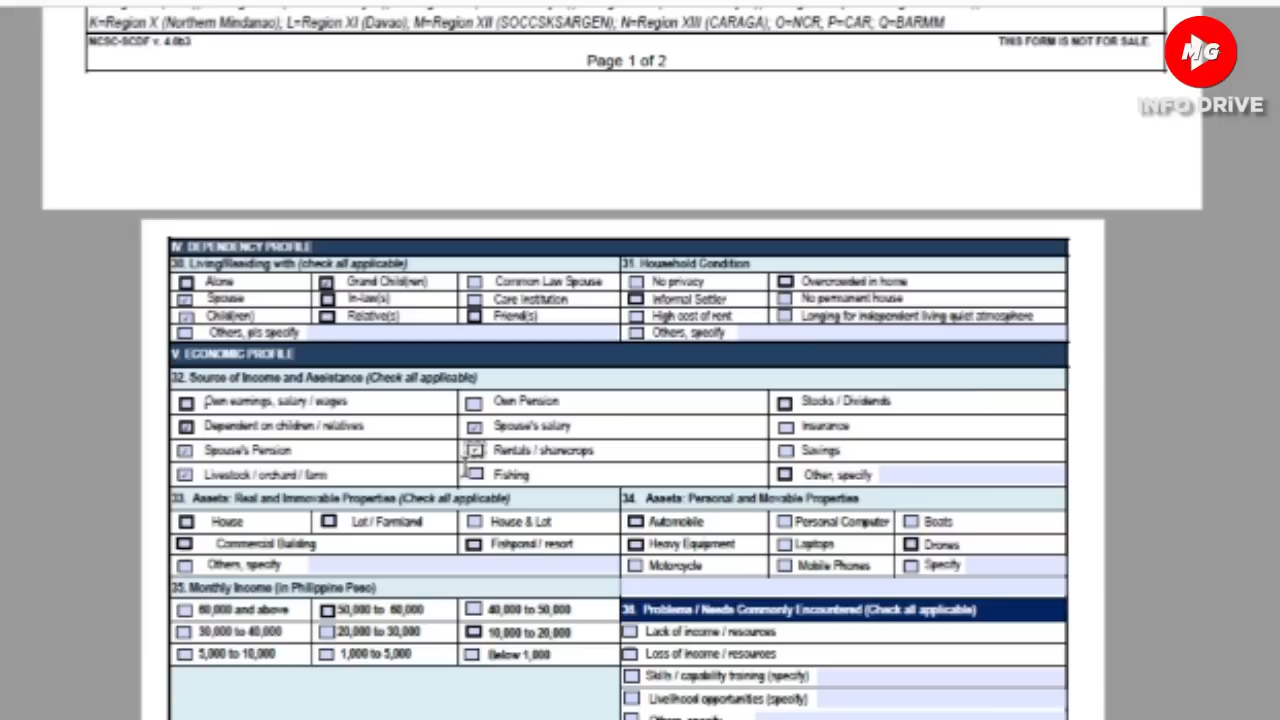 K=Region X (Northern Mindanao), L=Region XI (Davao), M=Region XII (SOCCSKSARGEN), N=Region XIII (CARAGA), O=NCR, P=CAR, Q=BARMM
NCSC-SCDF v. 4.0b3 THIS FORM IS NOT FOR SALE.
Page 1 of 2
MG
INFO DRiVE
IV. DEPENDENCY PROFILE
30. Living/Residing with (check all applicable) 31. Household Condition
Alone Grand Child(ren) Common Law Spouse No privacy Overcrowded in home
Spouse In-law(s) Care Institution Informal Settler No permanent house
Child(ren) Relative(s) Friend(s) High cost of rent Longing for independent living quiet atmosphere
Others, pls specify Others, specify
V. ECONOMIC PROFILE
32. Source of Income and Assistance (Check all applicable)
Own earnings, salary / wages Own Pension Stocks / Dividends
Dependent on children / relatives Spouse's salary Insurance
Spouse's Pension Rentals / sharecrops Savings
Livestock / orchard / farm Fishing Other, specify
33. Assets: Real and Immovable Properties (Check all applicable) 34. Assets: Personal and Movable Properties
House Lot / Farmland House & Lot Automobile Personal Computer Boats
Commercial Building Fishpond / resort Heavy Equipment Laptops Drones
Others, specify Motorcycle Mobile Phones Specify
35. Monthly Income (in Philippine Peso)
60,000 and above 50,000 to 60,000 40,000 to 50,000 36. Problems / Needs Commonly Encountered (Check all applicable)
30,000 to 40,000 20,000 to 30,000 10,000 to 20,000 Lack of income / resources
5,000 to 10,000 1,000 to 5,000 Below 1,000 Loss of income / resources
Skills / capability training (specify)
Livelihood opportunities (specify)
Others, specify